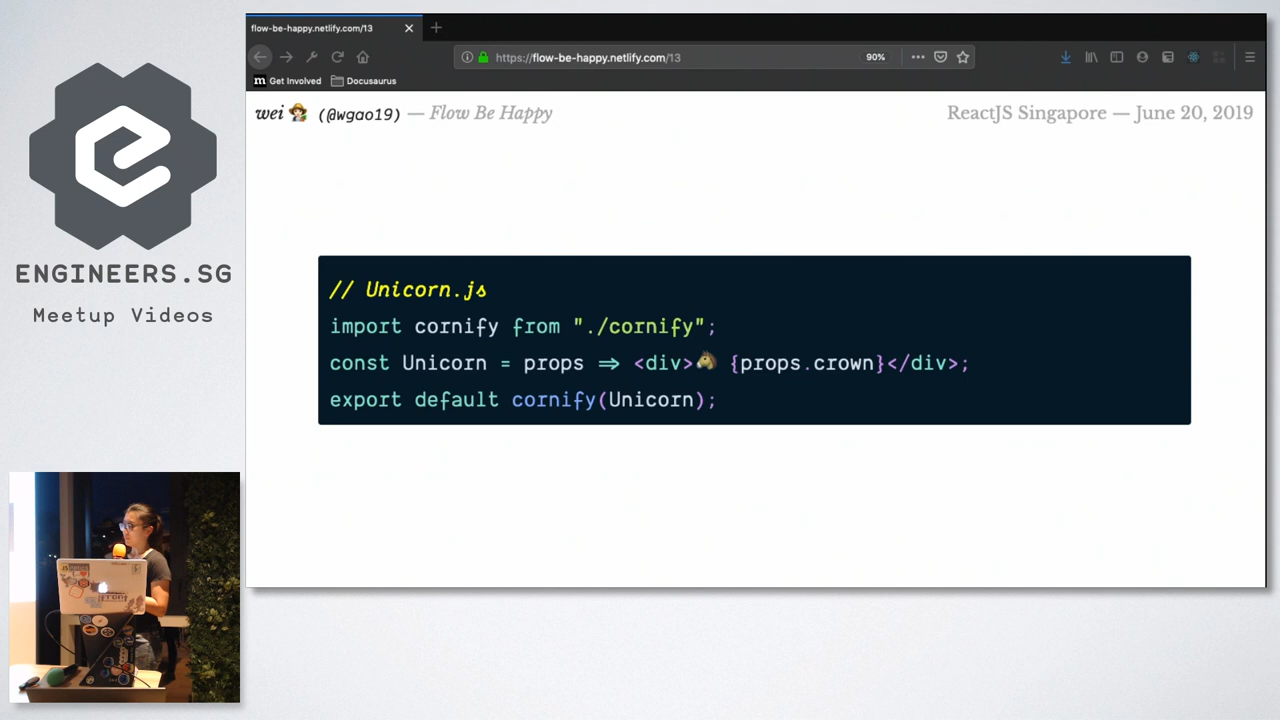 flow-be-happy.netlify.com/13
https://flow-be-happy.netlify.com/13
90%
m Get Involved
Docusaurus
wei (@wgao19) — Flow Be Happy
ReactJS Singapore — June 20, 2019
ENGINEERS.SG
Meetup Videos
// Unicorn.js
import cornify from "./cornify";
const Unicorn = props => <div>🐴 {props.crown}</div>;
export default cornify(Unicorn);
front